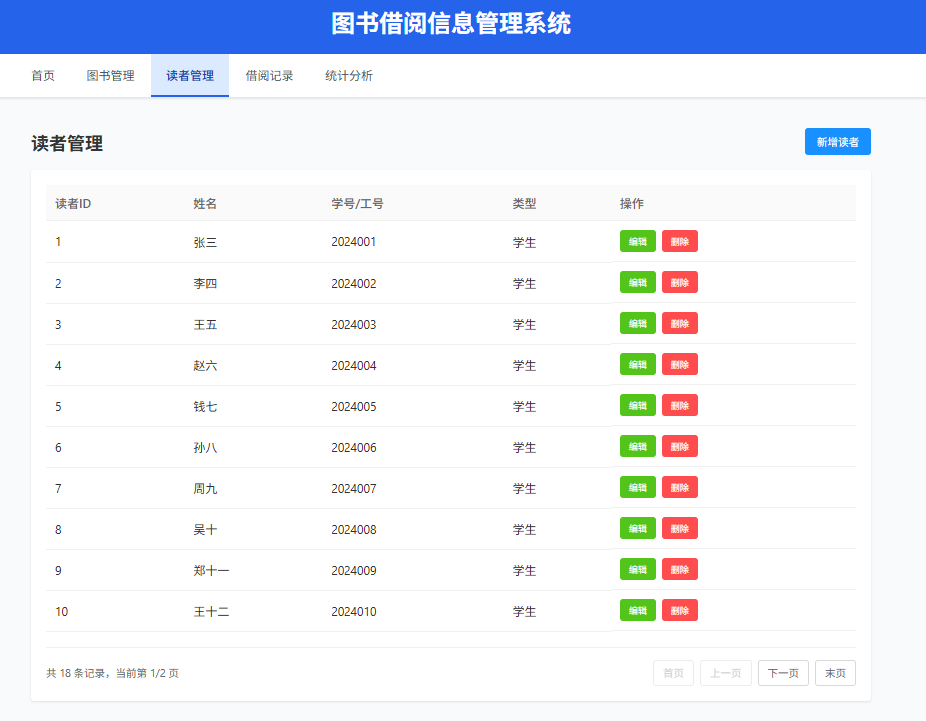 图书借阅信息管理系统
首页 图书管理 读者管理 借阅记录 统计分析
读者管理 新增读者
读者ID 姓名 学号/工号 类型 操作
1 张三 2024001 学生 编辑 删除
2 李四 2024002 学生 编辑 删除
3 王五 2024003 学生 编辑 删除
4 赵六 2024004 学生 编辑 删除
5 钱七 2024005 学生 编辑 删除
6 孙八 2024006 学生 编辑 删除
7 周九 2024007 学生 编辑 删除
8 吴十 2024008 学生 编辑 删除
9 郑十一 2024009 学生 编辑 删除
10 王十二 2024010 学生 编辑 删除
共 18 条记录，当前第 1/2 页 首页 上一页 下一页 末页